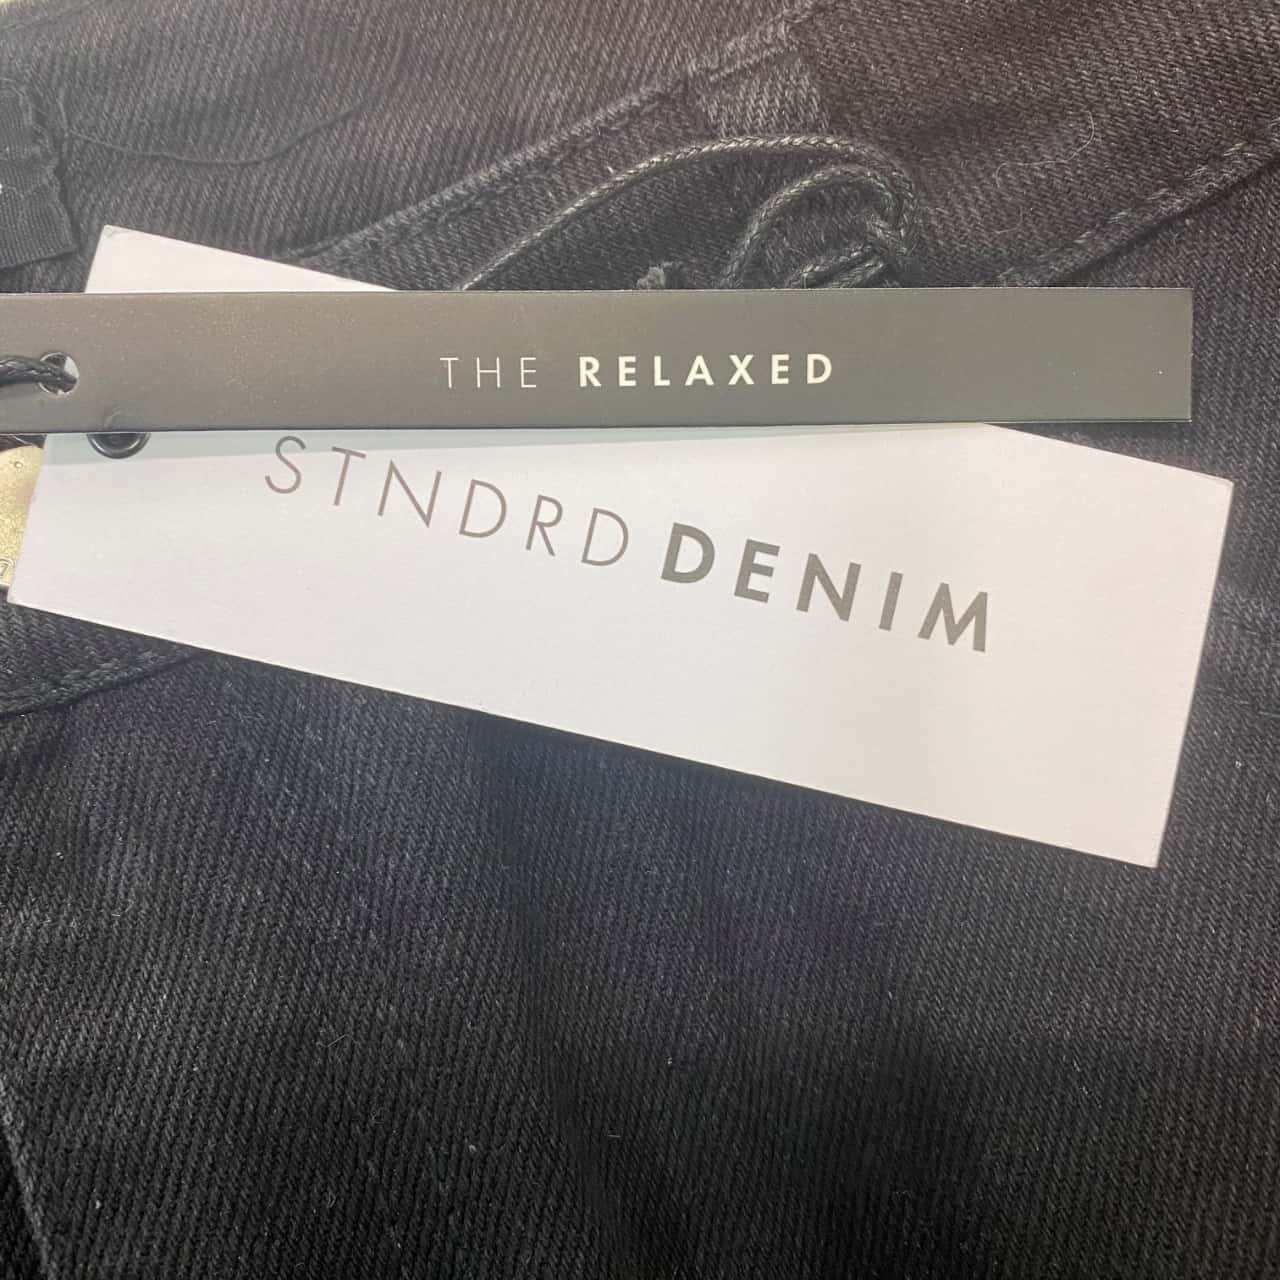 THE RELAXED
STNDRD DENIM